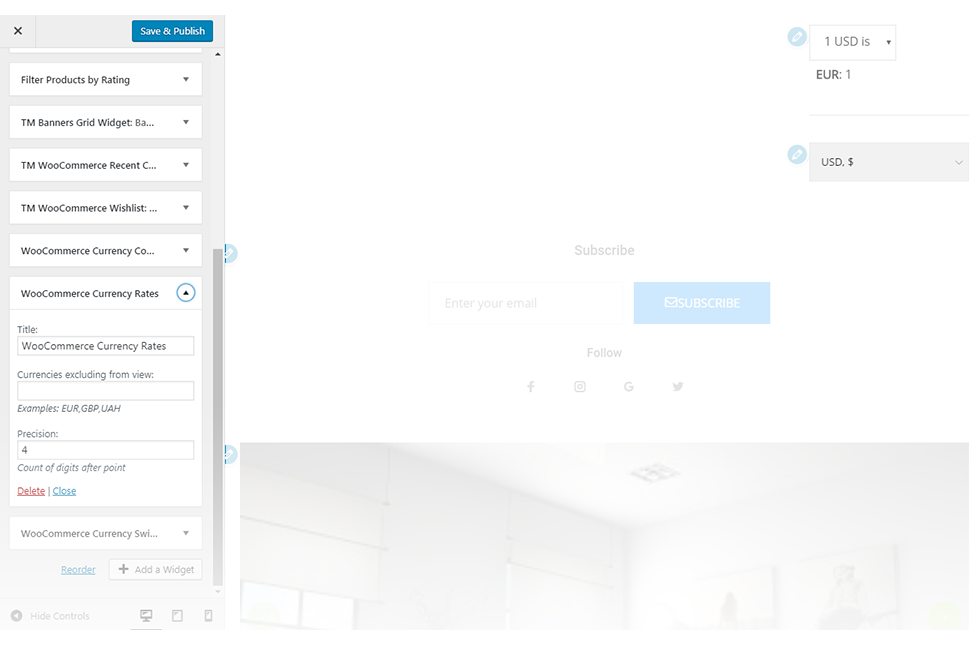 Save & Publish
Filter Products by Rating
TM Banners Grid Widget: Ba...
TM WooCommerce Recent C...
TM WooCommerce Wishlist: ...
WooCommerce Currency Co...
WooCommerce Currency Rates
Title:
WooCommerce Currency Rates
Currencies excluding from view:
Examples: EUR,GBP,UAH
Precision:
4
Count of digits after point
Delete | Close
WooCommerce Currency Swi...
Reorder
Add a Widget
Hide Controls
1 USD is
EUR: 1
USD, $
Subscribe
Enter your email
SUBSCRIBE
Follow